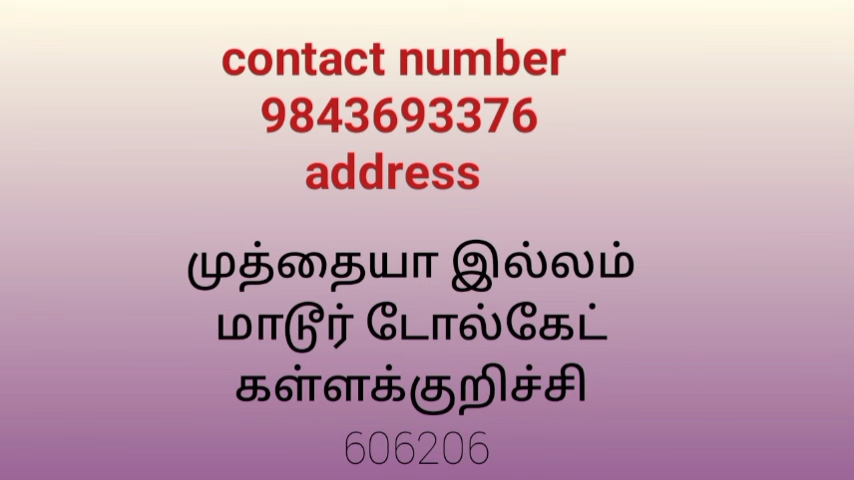 contact number
9843693376
address
முத்தையா இல்லம்
மாடூர் டோல்கேட்
கள்ளக்குறிச்சி
606206